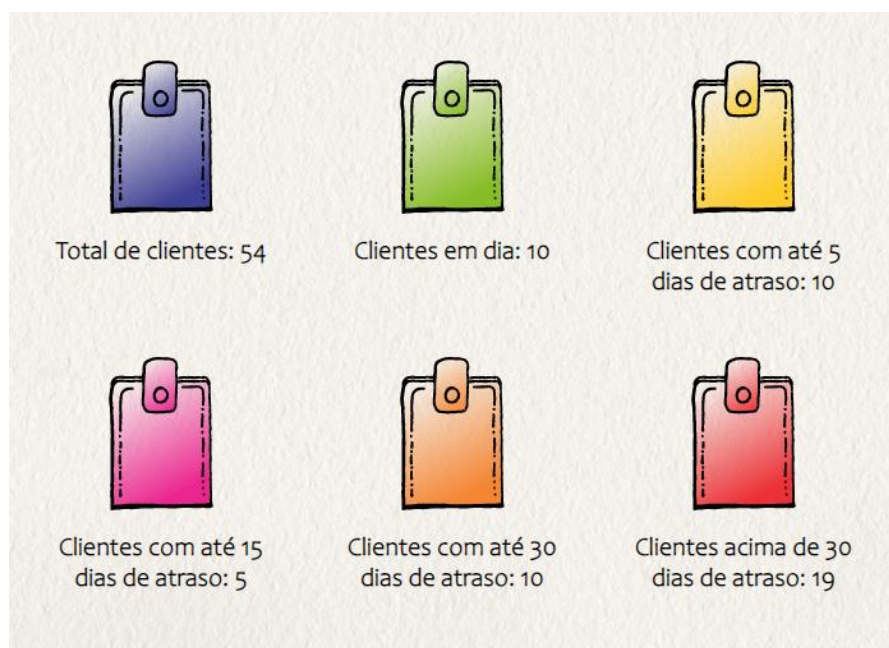 Total de clientes: 54
Clientes em dia: 10
Clientes com até 5
dias de atraso: 10
Clientes com até 15
dias de atraso: 5
Clientes com até 30
dias de atraso: 10
Clientes acima de 30
dias de atraso: 19